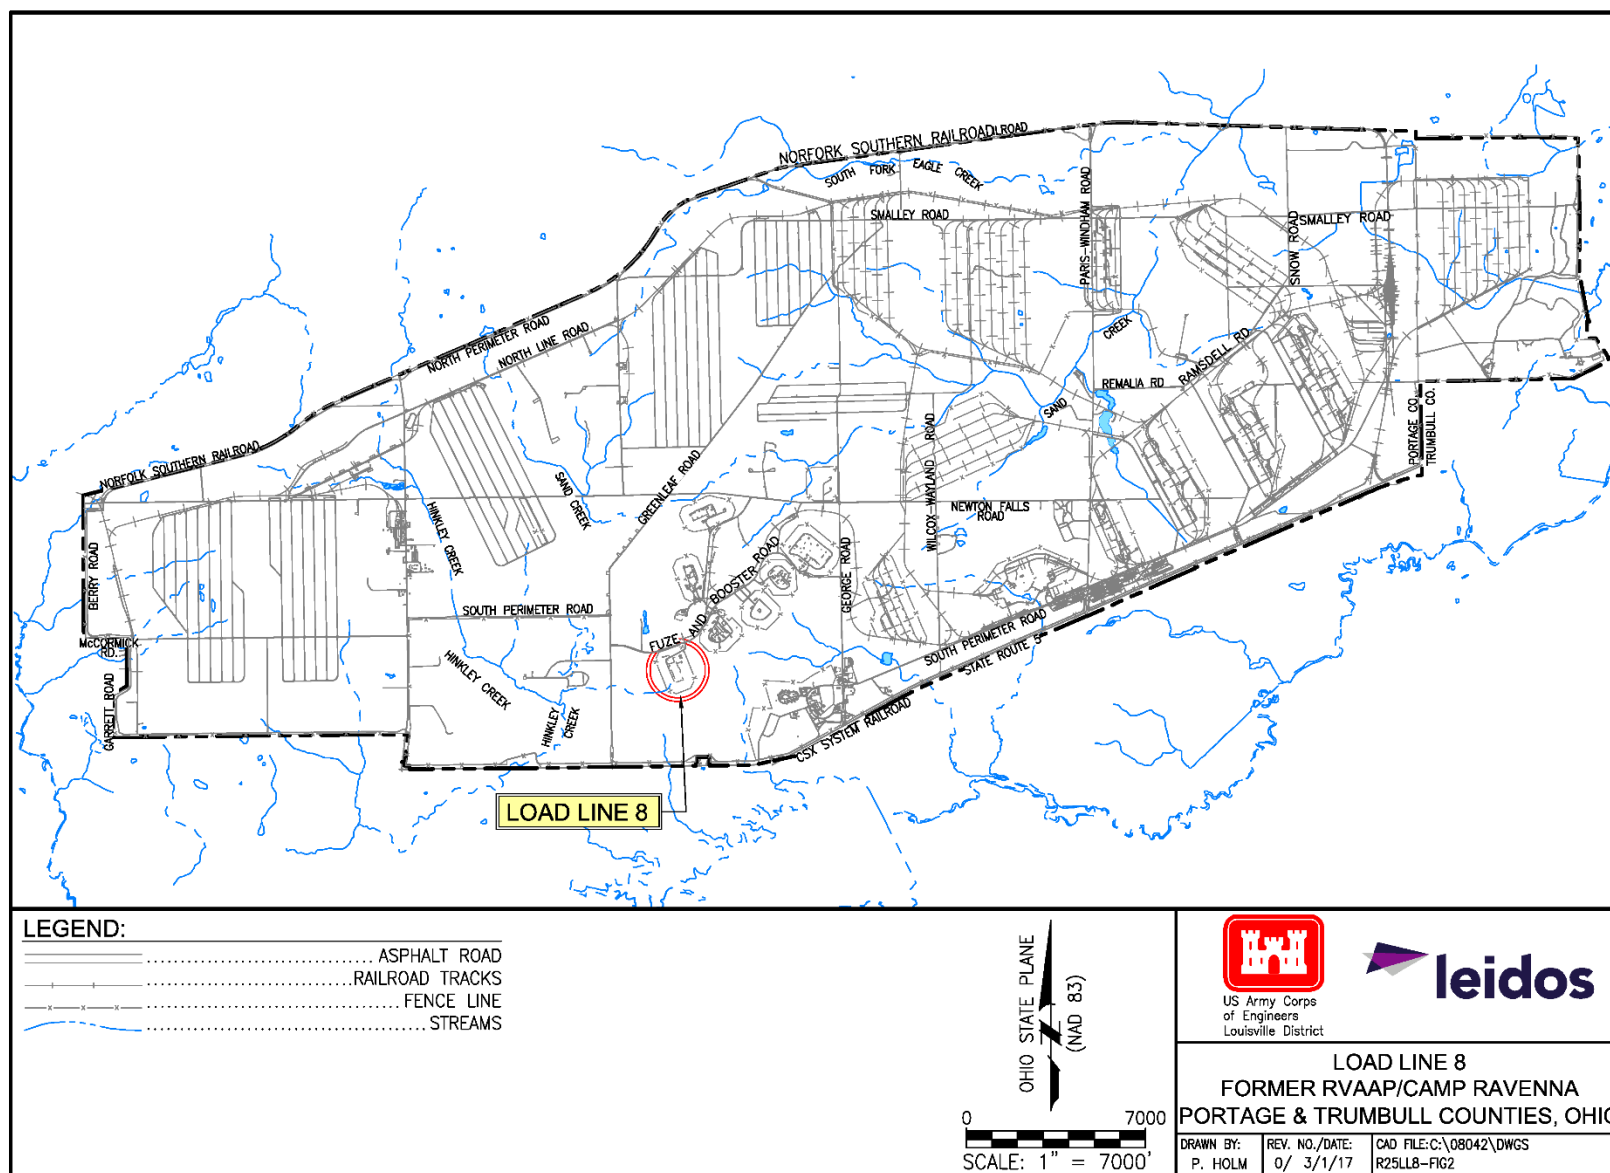 NORFORK SOUTHERN RAILROAD
LROAD
SOUTH FORK EAGLE CREEK
SMALLEY ROAD
PARIS-WINDHAM ROAD
SNOW ROAD
SMALLEY ROAD
NORTH PERIMETER ROAD
NORTH LINE ROAD
CREEK
RAMSDELL RD
REMALIA RD
SAND
PORTAGE CO.
TRUMBULL CO.
NORFOLK SOUTHERN RAILROAD
GREENLEAF ROAD
SAND CREEK
HINKLEY CREEK
WILCOX-WAYLAND ROAD
NEWTON FALLS
ROAD
BERRY ROAD
SOUTH PERIMETER ROAD
FUZE AND BOOSTER ROAD
GEORGE ROAD
McCORMICK
RD.
GARRETT ROAD
HINKLEY CREEK
HINKLEY
CREEK
SOUTH PERIMETER ROAD
STATE ROUTE 5
CSX SYSTEM RAILROAD
LOAD LINE 8
LEGEND:
ASPHALT ROAD
RAILROAD TRACKS
FENCE LINE
STREAMS
OHIO STATE PLANE
(NAD 83)
N
0 7000
SCALE: 1" = 7000'
US Army Corps
of Engineers
Louisville District
leidos
LOAD LINE 8
FORMER RVAAP/CAMP RAVENNA
PORTAGE & TRUMBULL COUNTIES, OHIO
DRAWN BY:
P. HOLM
REV. NO./DATE:
0/ 3/1/17
CAD FILE:C:\08042\DWGS
R25LL8-FIG2